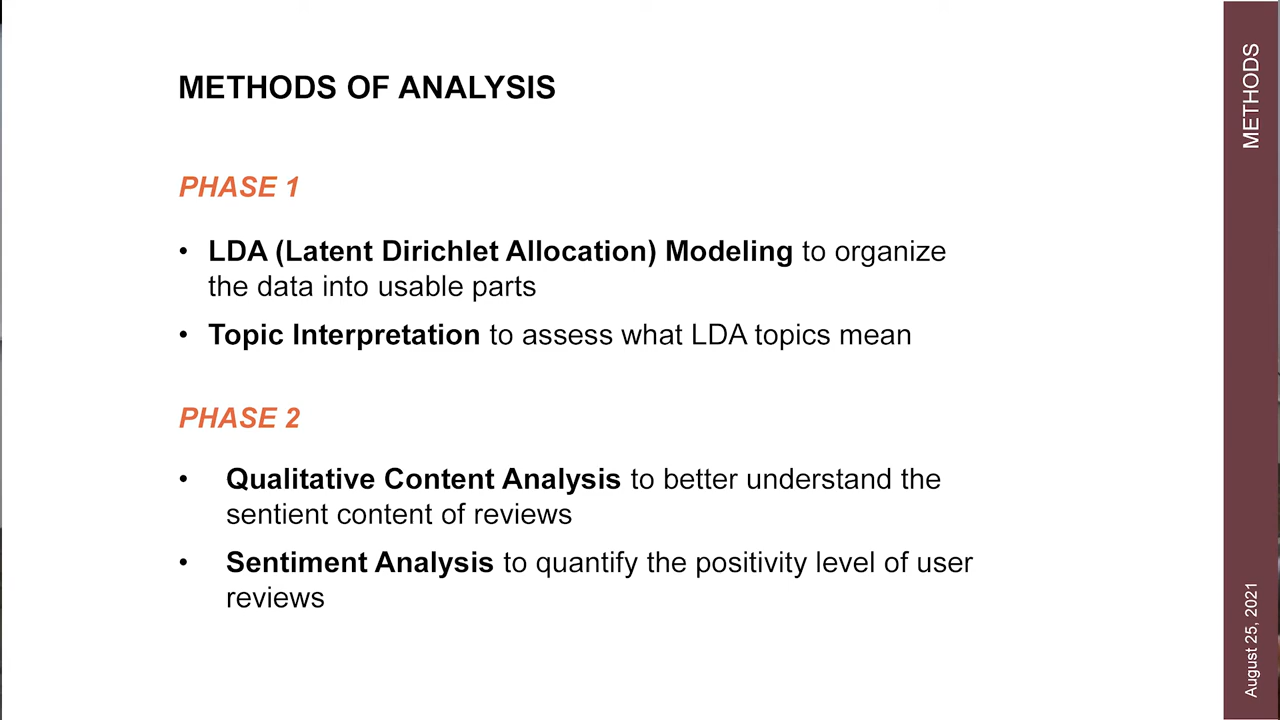 METHODS OF ANALYSIS
PHASE 1
• LDA (Latent Dirichlet Allocation) Modeling to organize
the data into usable parts
• Topic Interpretation to assess what LDA topics mean
PHASE 2
• Qualitative Content Analysis to better understand the
sentient content of reviews
• Sentiment Analysis to quantify the positivity level of user
reviews
METHODS
August 25, 2021